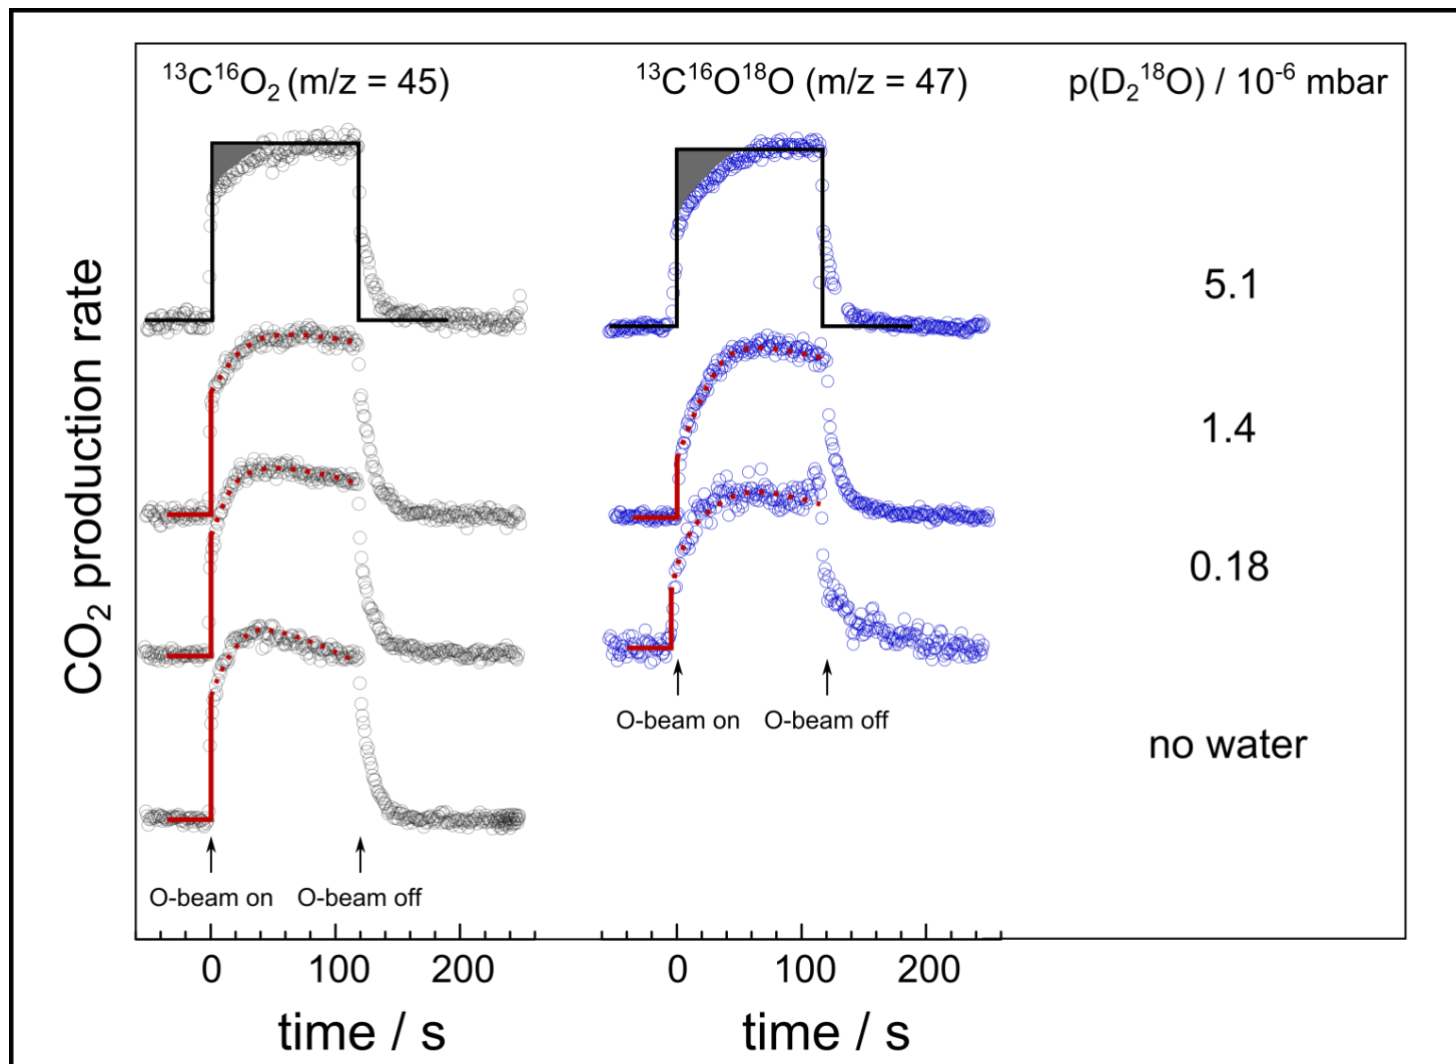 ¹³C¹⁶O₂ (m/z = 45) ¹³C¹⁶O¹⁸O (m/z = 47) p(D₂¹⁸O) / 10⁻⁶ mbar
5.1
1.4
0.18
no water
CO₂ production rate
O-beam on O-beam off
O-beam on O-beam off
0 100 200 0 100 200
time / s time / s